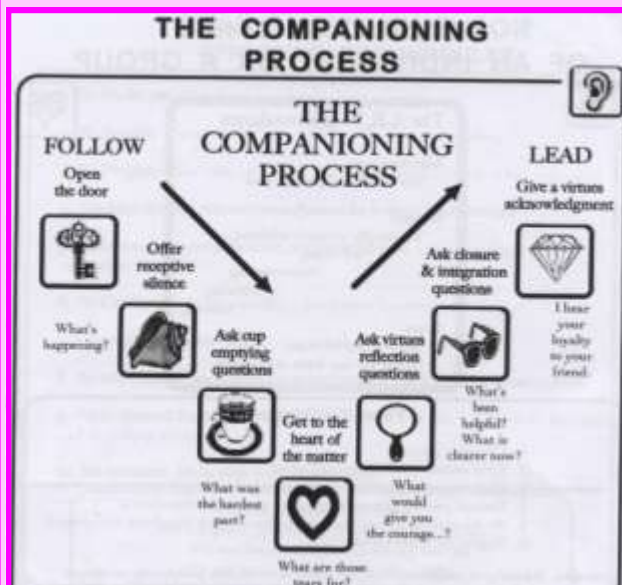 THE COMPANIONING
PROCESS
THE
COMPANIONING
PROCESS
FOLLOW
Open
the door
What's
happening?
Offer
receptive
silence
Ask cup
emptying
questions
What was
the hardest
part?
Get to the
heart of
the matter
What are those
tears for?
Ask virtues
reflection
questions
What
would
give you
the courage...?
Ask closure
& integration
questions
What's
been
helpful?
What is
clearer now?
LEAD
Give a virtues
acknowledgment
I hear
your
loyalty
to your
friend.